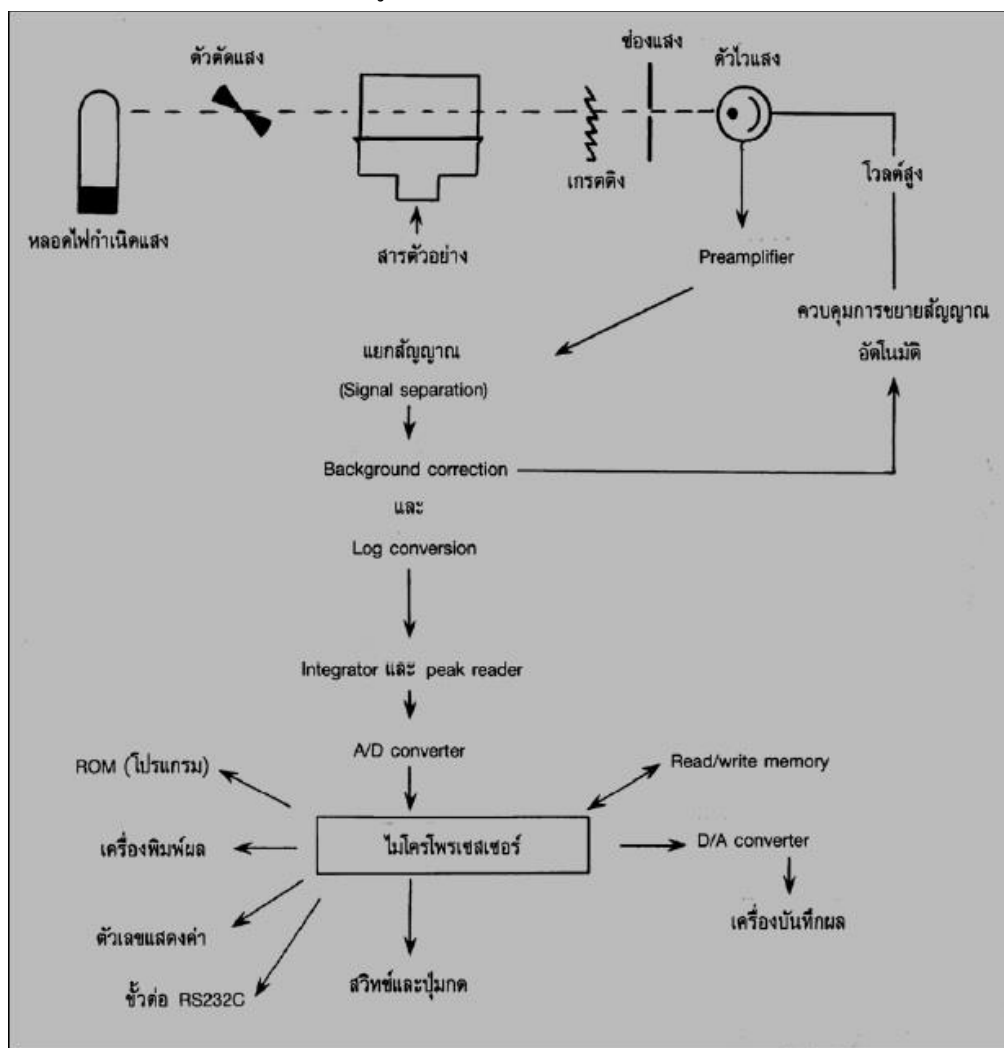 ช่องแสง
ตัวตัดแสง
ตัวไวแสง
เกรตติง
โวลต์สูง
หลอดไฟกำเนิดแสง
สารตัวอย่าง
Preamplifier
ควบคุมการขยายสัญญาณ
อัตโนมัติ
แยกสัญญาณ
(Signal separation)
Background correction
และ
Log conversion
Integrator และ peak reader
A/D converter
ROM (โปรแกรม)
Read/write memory
เครื่องพิมพ์ผล
ไมโครโพรเซสเซอร์
D/A converter
ตัวเลขแสดงค่า
เครื่องบันทึกผล
สวิทช์และปุ่มกด
ขั้วต่อ RS232C